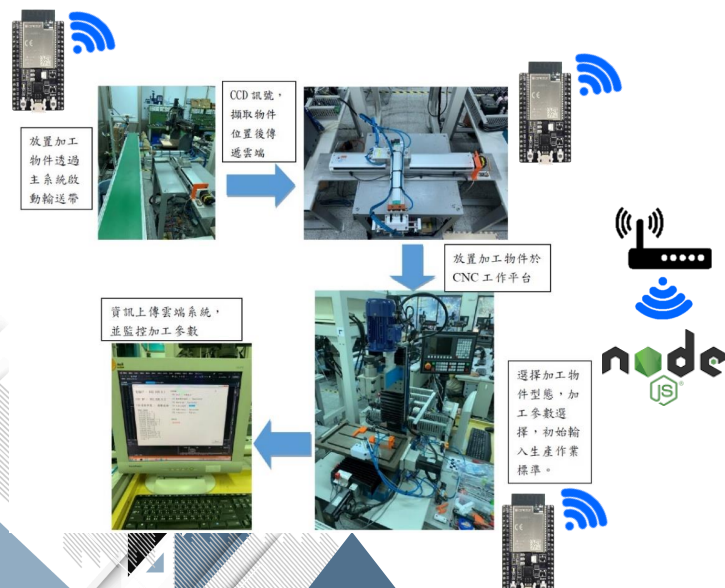 放置加工
物件透過
主系統啟
動輸送帶
CCD 訊號，
擷取物件
位置後傳
遞雲端
放置加工物件於
CNC 工作平台
資訊上傳雲端系統，
並監控加工參數
選擇加工物
件型態，加
工參數選
擇，初始輸
入生產作業
標準。
node
JS